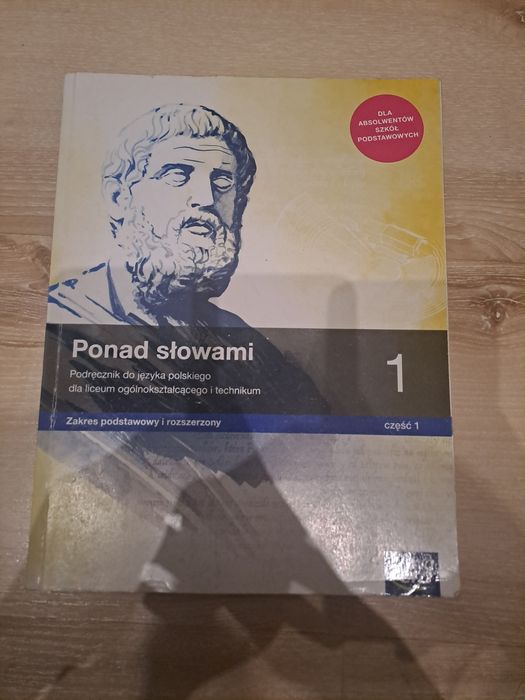 DLA
ABSOLWENTÓW
SZKÓŁ
PODSTAWOWYCH
Ponad słowami
1
Podręcznik do języka polskiego
dla liceum ogólnokształcącego i technikum
Zakres podstawowy i rozszerzony
część 1